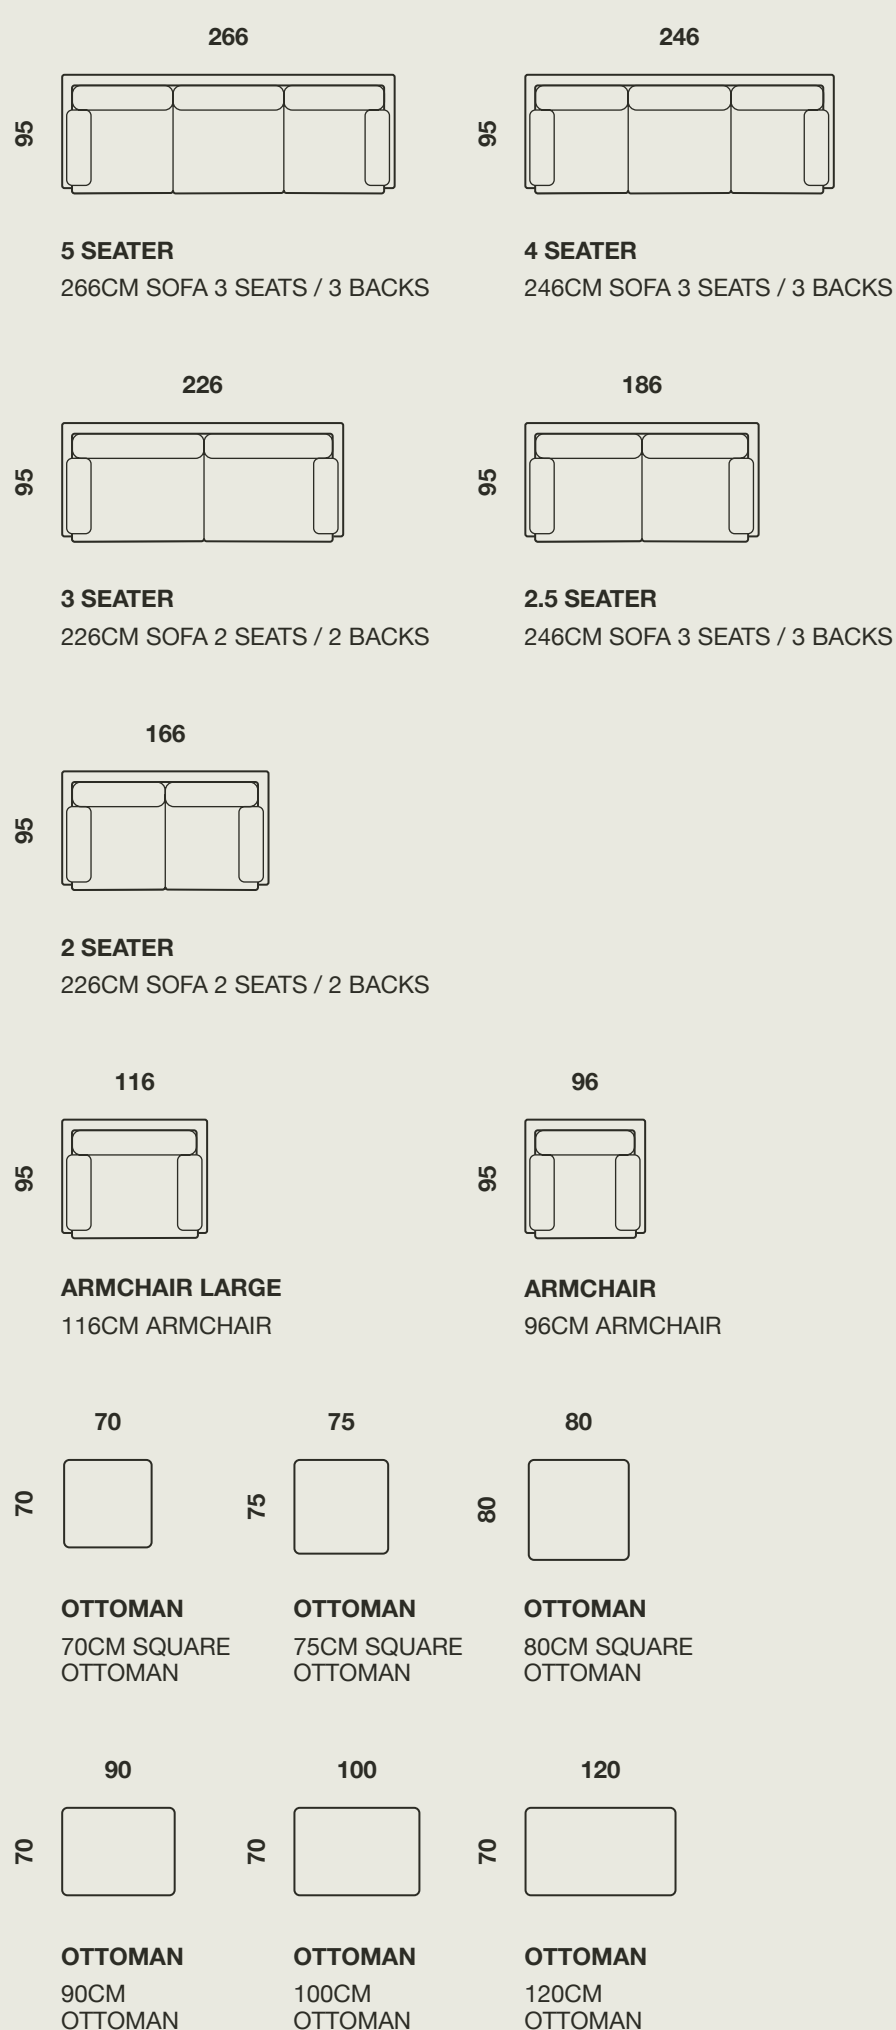 266
246
95
95
5 SEATER
266CM SOFA 3 SEATS / 3 BACKS
4 SEATER
246CM SOFA 3 SEATS / 3 BACKS
226
186
95
95
3 SEATER
226CM SOFA 2 SEATS / 2 BACKS
2.5 SEATER
246CM SOFA 3 SEATS / 3 BACKS
166
95
2 SEATER
226CM SOFA 2 SEATS / 2 BACKS
116
96
95
95
ARMCHAIR LARGE
116CM ARMCHAIR
ARMCHAIR
96CM ARMCHAIR
70
75
80
70
75
80
OTTOMAN
70CM SQUARE
OTTOMAN
OTTOMAN
75CM SQUARE
OTTOMAN
OTTOMAN
80CM SQUARE
OTTOMAN
90
100
120
70
70
70
OTTOMAN
90CM
OTTOMAN
OTTOMAN
100CM
OTTOMAN
OTTOMAN
120CM
OTTOMAN